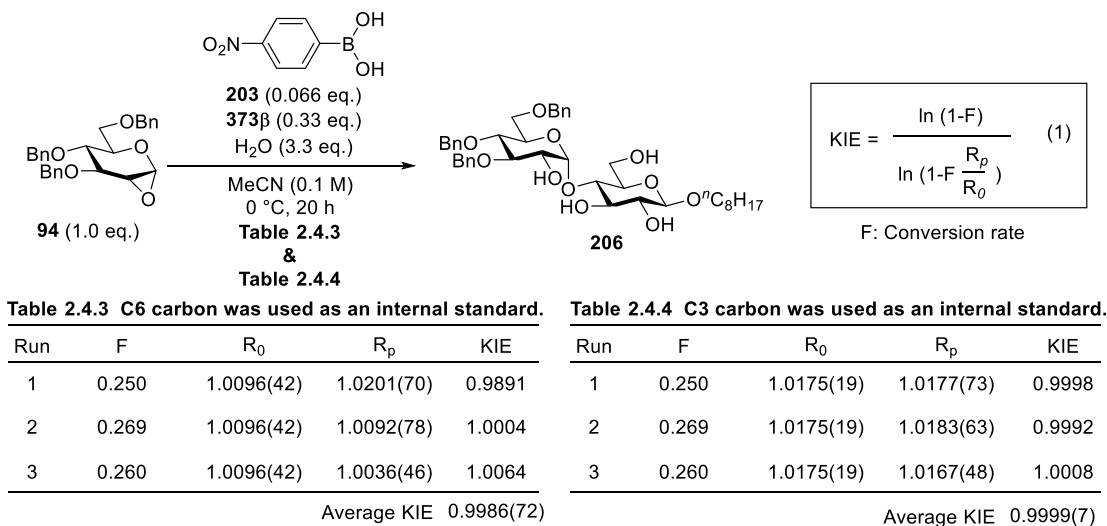 OH
O₂N
B
OH
203 (0.066 eq.)
373β (0.33 eq.)
H₂O (3.3 eq.)
MeCN (0.1 M)
0 °C, 20 h
Table 2.4.3
&
Table 2.4.4
OBn
BnO
O
BnO
O
94 (1.0 eq.)
OBn
BnO
O
BnO
HO
O
OH
O
HO
OH
OⁿC₈H₁₇
206
KIE = ln (1-F) / ln (1-F Rₚ/R₀) (1)
F: Conversion rate
Table 2.4.3 C6 carbon was used as an internal standard.
Run F R₀ Rₚ KIE
1 0.250 1.0096(42) 1.0201(70) 0.9891
2 0.269 1.0096(42) 1.0092(78) 1.0004
3 0.260 1.0096(42) 1.0036(46) 1.0064
Average KIE 0.9986(72)
Table 2.4.4 C3 carbon was used as an internal standard.
Run F R₀ Rₚ KIE
1 0.250 1.0175(19) 1.0177(73) 0.9998
2 0.269 1.0175(19) 1.0183(63) 0.9992
3 0.260 1.0175(19) 1.0167(48) 1.0008
Average KIE 0.9999(7)